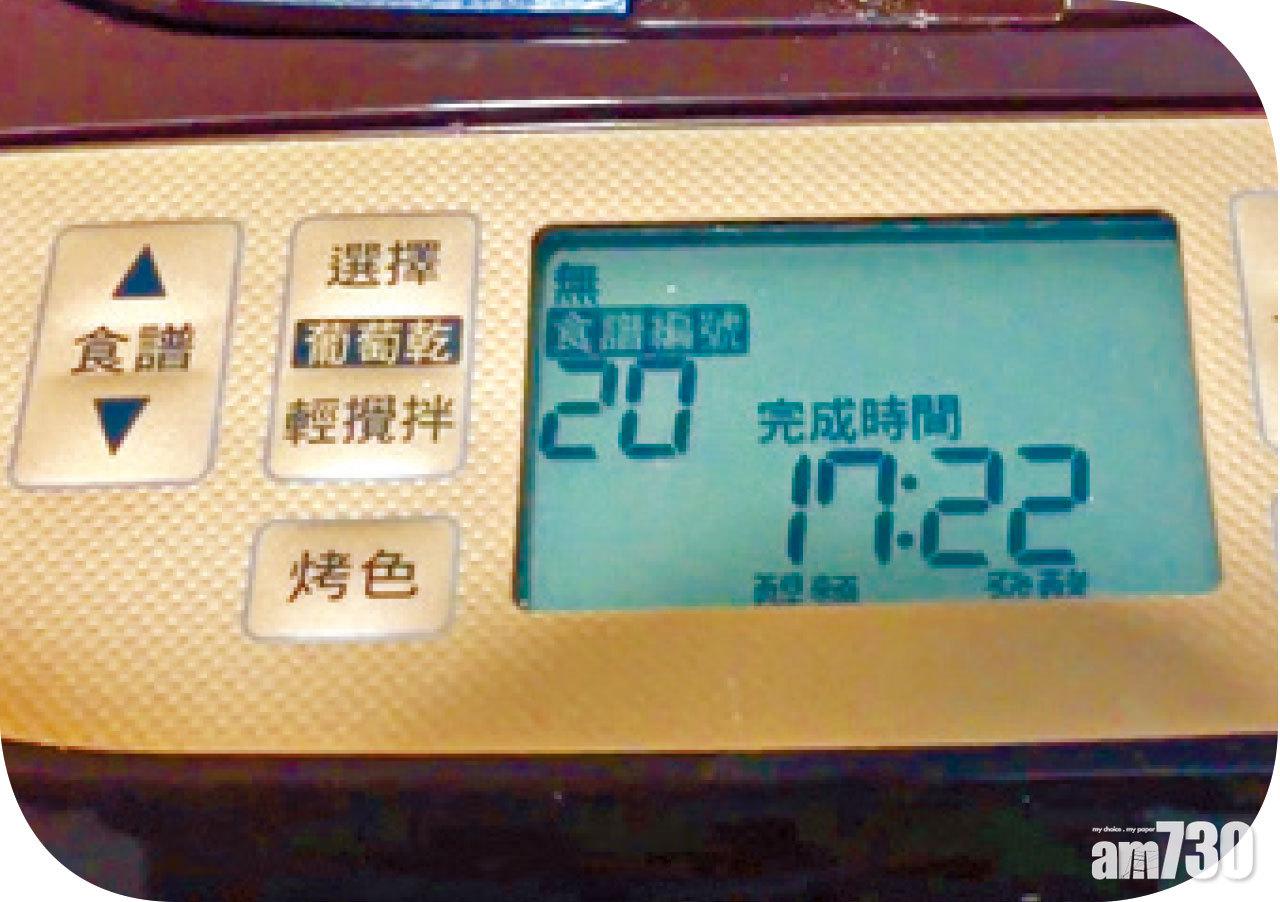 ▲
食譜
▼
選擇
葡萄乾
輕攪拌
烤色
無
食譜編號
20
完成時間
17:22
my choice . my paper
am730